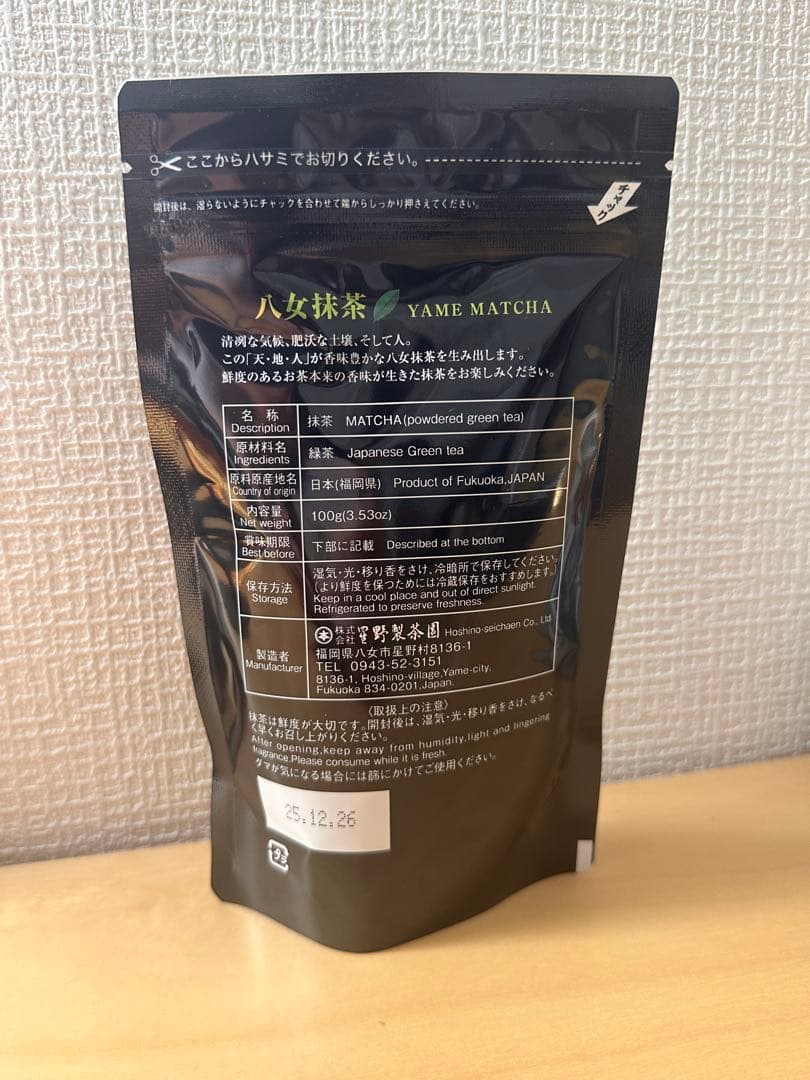 ここからハサミでお切りください。
開封後は、湿らないようにチャックを合わせて端からしっかり押さえてください。
チャック
八女抹茶 YAME MATCHA
清冽な気候、肥沃な土壌、そして人。
この「天・地・人」が香味豊かな八女抹茶を生み出します。
鮮度のあるお茶本来の香味が生きた抹茶をお楽しみください。
名 称 抹茶 MATCHA(powdered green tea)
Description
原材料名 緑茶 Japanese Green tea
Ingredients
原料原産地名 日本(福岡県) Product of Fukuoka,JAPAN
Country of origin
内容量 100g(3.53oz)
Net weight
賞味期限 下部に記載 Described at the bottom
Best before
保存方法
Storage
湿気・光・移り香をさけ、冷暗所で保存してください。
(より鮮度を保つためには冷蔵保存をおすすめします。)
Keep in a cool place and out of direct sunlight.
Refrigerated to preserve freshness.
製造者
Manufacturer
株式会社 星野製茶園 Hoshino-seichaen Co., Ltd.
福岡県八女市星野村8136-1
TEL 0943-52-3151
8136-1, Hoshino-village,Yame-city,
Fukuoka 834-0201,Japan.
〈取扱上の注意〉
抹茶は鮮度が大切です。開封後は、湿気・光・移り香をさけ、なるべ
く早くお召し上がりください。
After opening,keep away from humidity,light and lingering
fragrance.Please consume while it is fresh.
ダマが気になる場合には篩にかけてご使用ください。
25.12.26
プラ